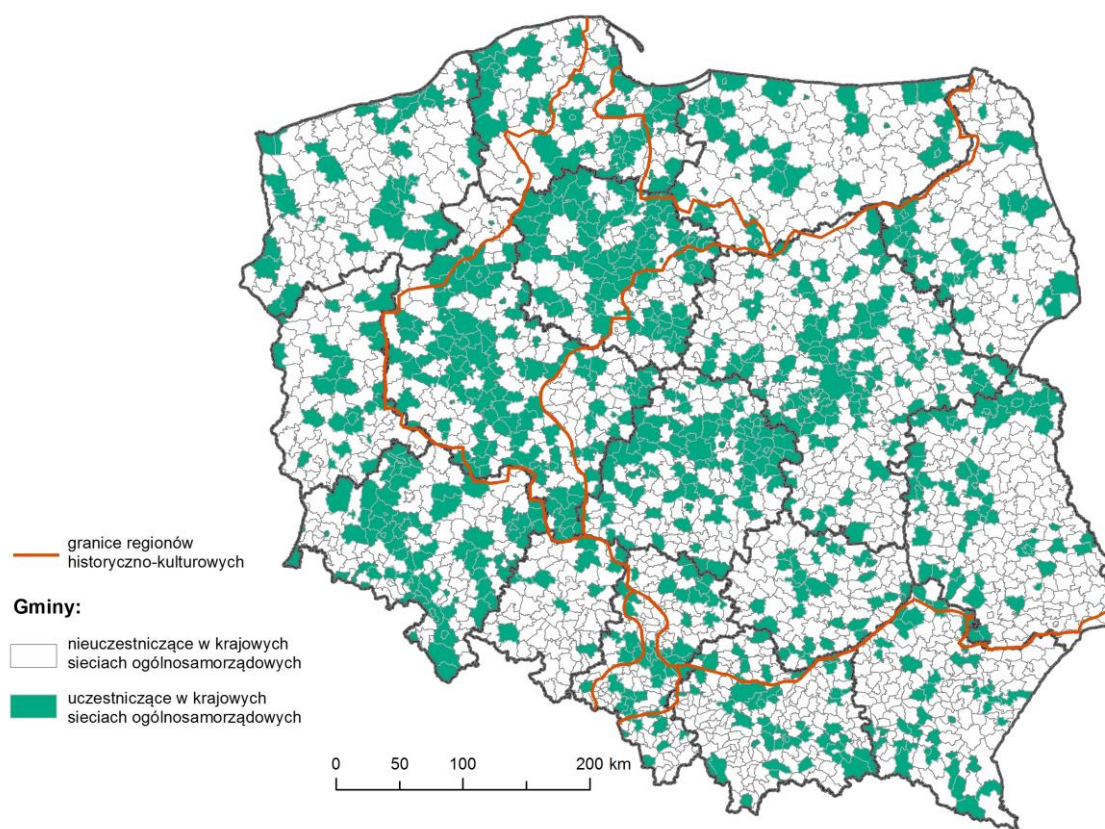 granice regionów
historyczno-kulturowych
Gminy:
nieuczestniczące w krajowych
sieciach ogólnosamorządowych
uczestniczące w krajowych
sieciach ogólnosamorządowych
0 50 100 200 km